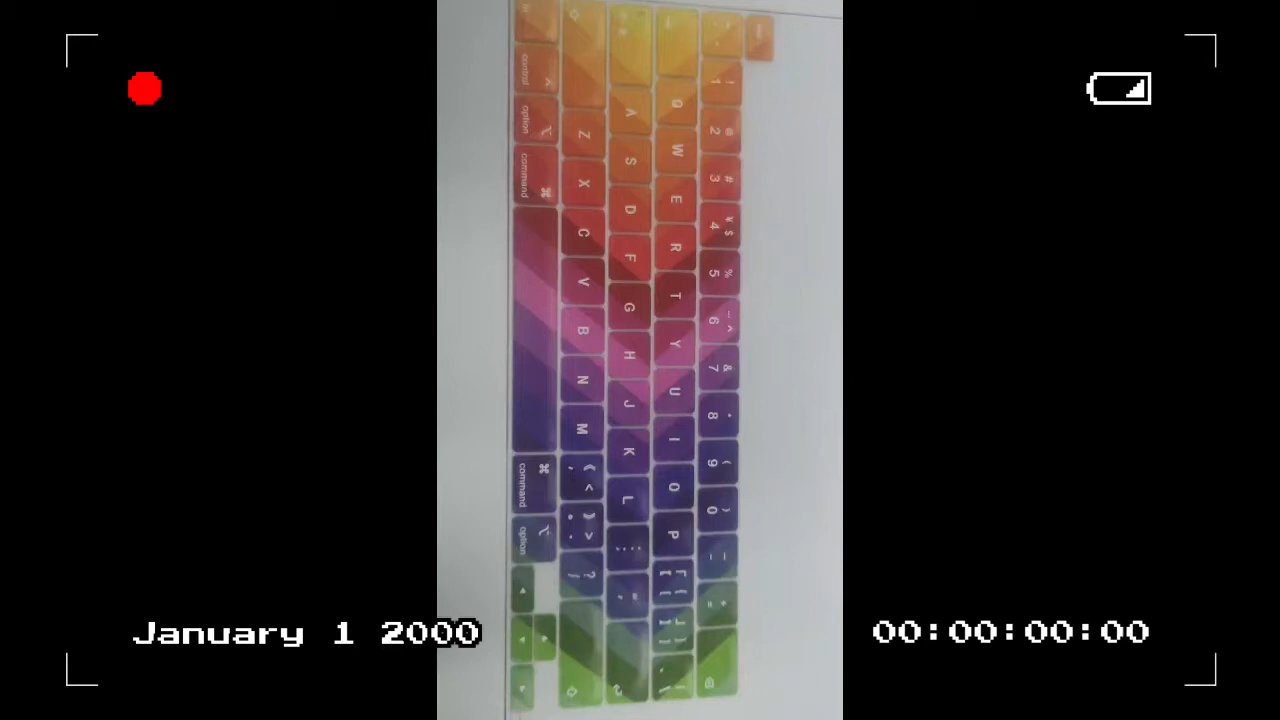 esc
! 1 @ 2 # 3 ¥ $ 4 % 5 … ^ 6 & 7 * 8 ( 9 ) 0 — - + =
Q W E R T Y U I O P
A S D F G H J K L : ;
Z X C V B N M 《 < , 》 > 。 . ? /
control option command command option
January 1 2000
00:00:00:00